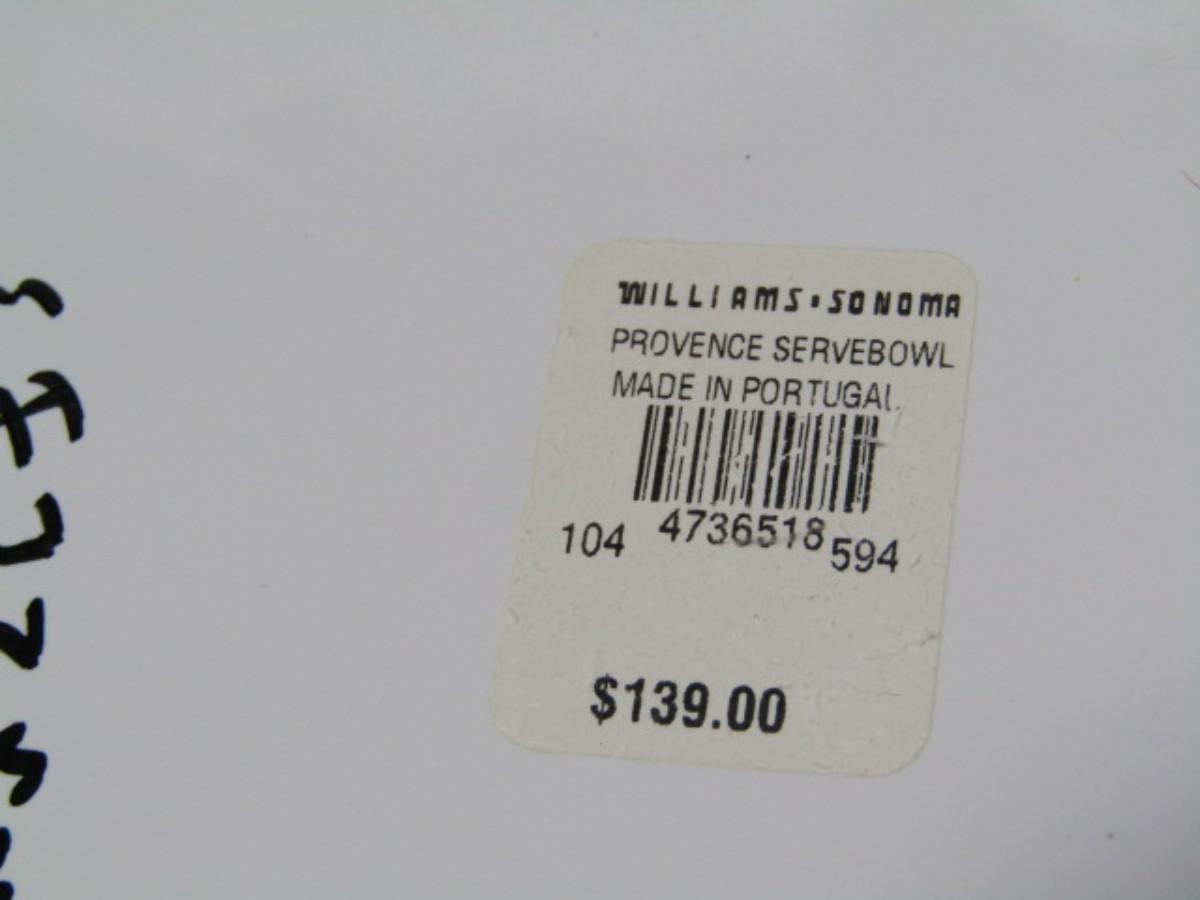 WILLIAMS•SONOMA
PROVENCE SERVEBOWL
MADE IN PORTUGAL
104 4736518 594
$139.00